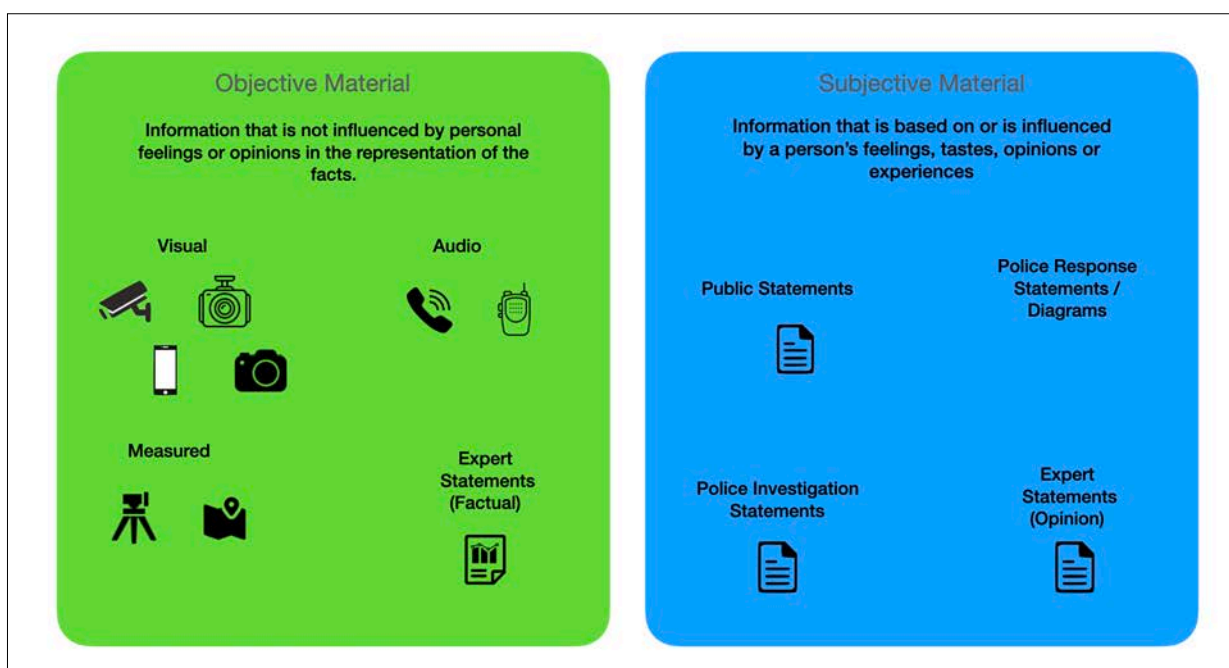 Objective Material
Information that is not influenced by personal
feelings or opinions in the representation of the
facts.
Visual
Audio
Measured
Expert
Statements
(Factual)
Subjective Material
Information that is based on or is influenced
by a person's feelings, tastes, opinions or
experiences
Public Statements
Police Response
Statements /
Diagrams
Police Investigation
Statements
Expert
Statements
(Opinion)